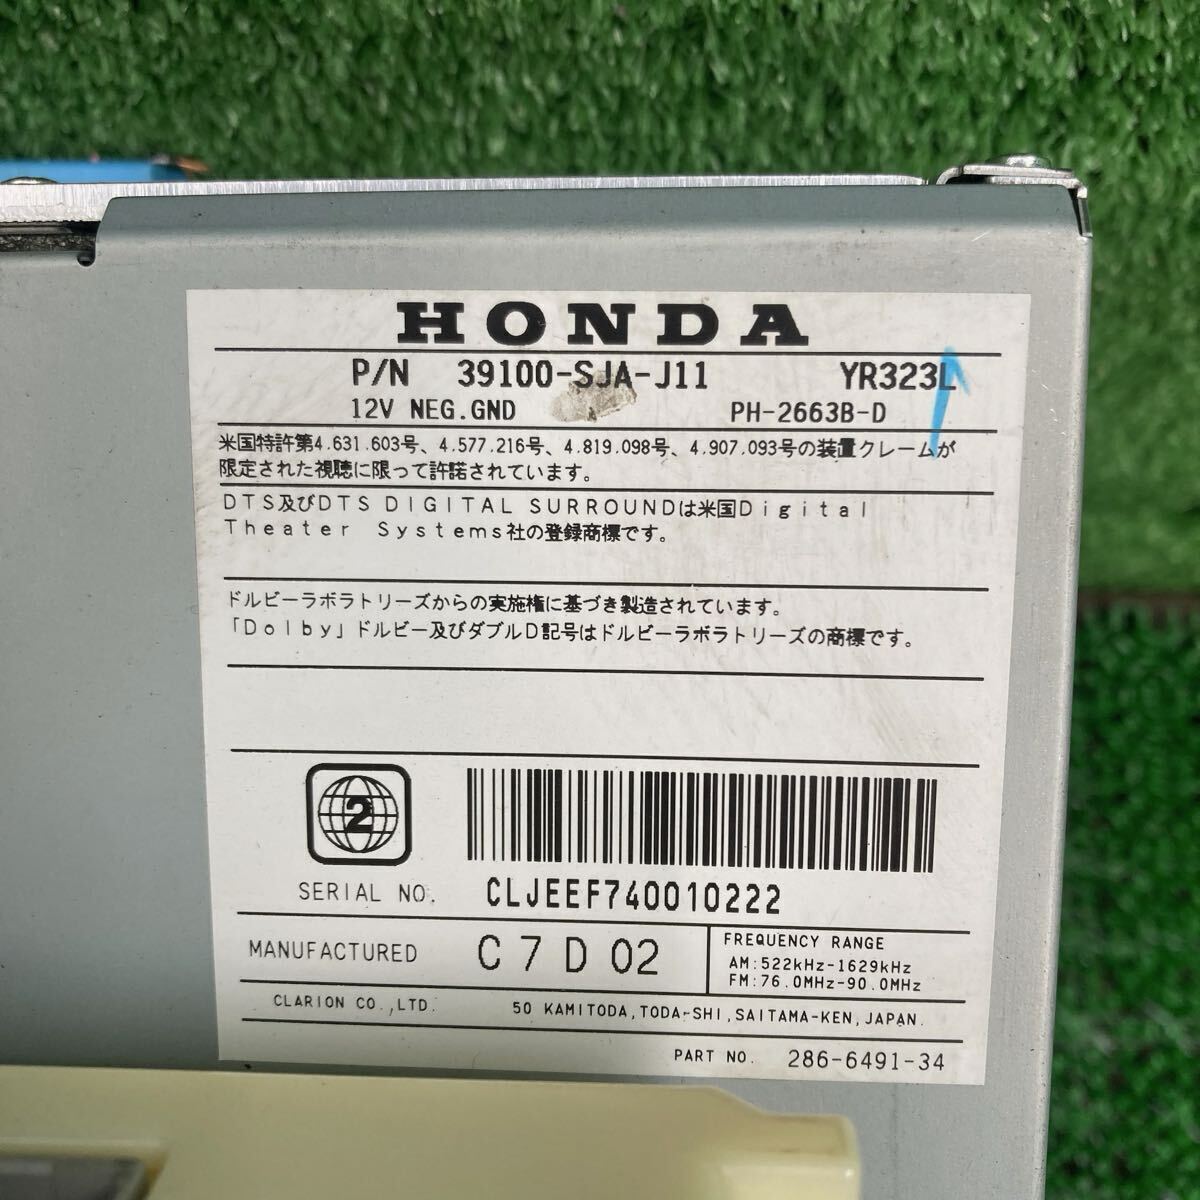 HONDA
P/N 39100-SJA-J11 YR323L
12V NEG.GND PH-2663B-D
米国特許第4.631.603号、4.577.216号、4.819.098号、4.907.093号の装置クレームが
限定された視聴に限って許諾されています。
DTS及びDTS DIGITAL SURROUNDは米国Digital
Theater Systems社の登録商標です。
ドルビーラボラトリーズからの実施権に基づき製造されています。
「Dolby」ドルビー及びダブルD記号はドルビーラボラトリーズの商標です。
2
SERIAL NO. CLJEEF740010222
MANUFACTURED C 7 D 02
FREQUENCY RANGE
AM:522kHz-1629kHz
FM:76.0MHz-90.0MHz
CLARION CO.,LTD. 50 KAMITODA,TODA-SHI,SAITAMA-KEN,JAPAN.
PART NO. 286-6491-34